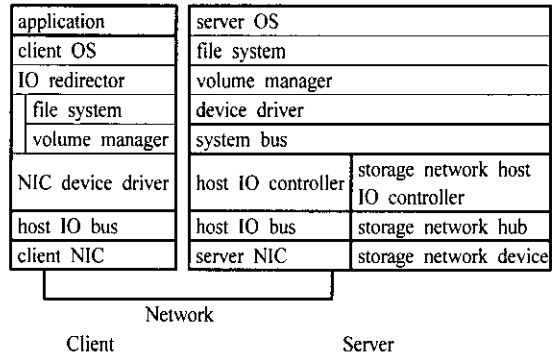 application
client OS
IO redirector
file system
volume manager
NIC device driver
host IO bus
client NIC
server OS
file system
volume manager
device driver
system bus
host IO controller
storage network host
IO controller
host IO bus
storage network hub
server NIC
storage network device
Network
Client
Server